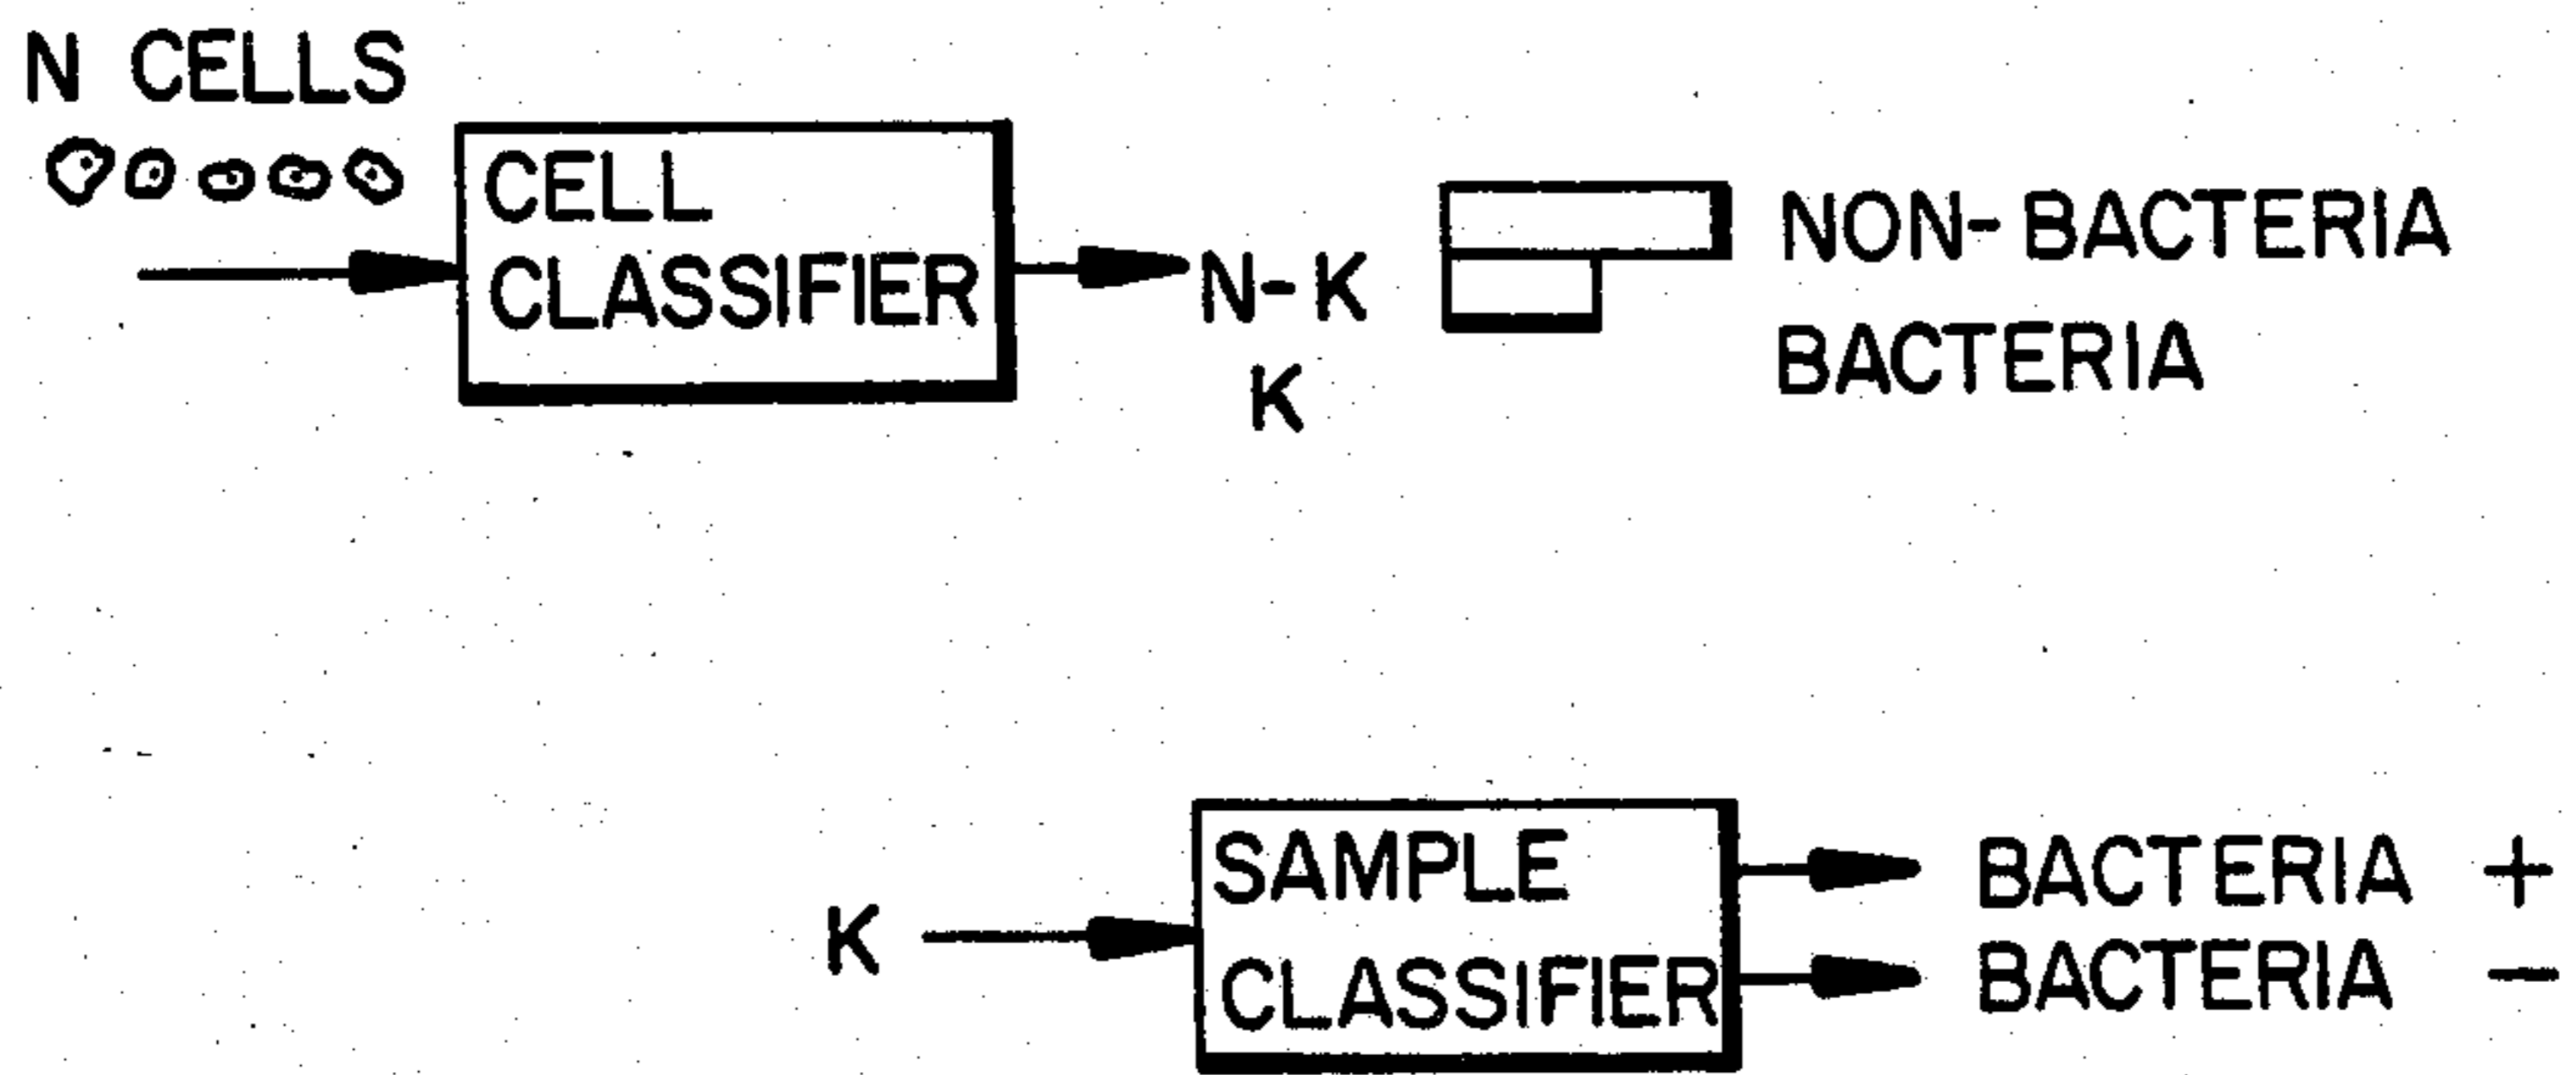 N CELLS
CELL
CLASSIFIER
N-K
K
NON-BACTERIA
BACTERIA
K
SAMPLE
CLASSIFIER
BACTERIA +
BACTERIA -